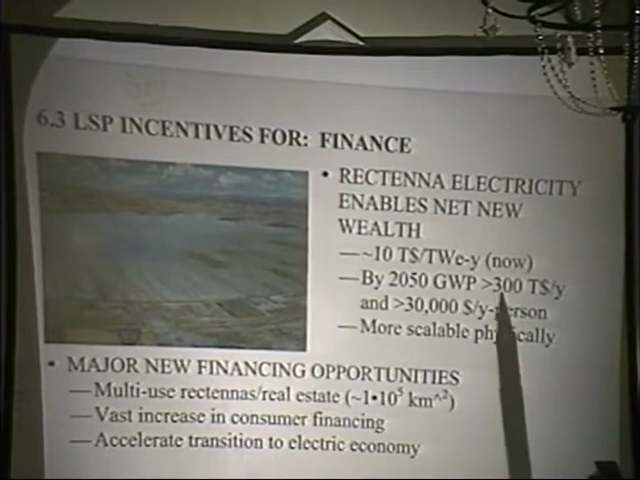 6.3 LSP INCENTIVES FOR: FINANCE
• RECTENNA ELECTRICITY
ENABLES NET NEW
WEALTH
—~10 T$/TWe-y (now)
—By 2050 GWP >300 T$/y
and >30,000 $/y-person
—More scalable physically
• MAJOR NEW FINANCING OPPORTUNITIES
—Multi-use rectennas/real estate (~1•10⁵ km^²)
—Vast increase in consumer financing
—Accelerate transition to electric economy